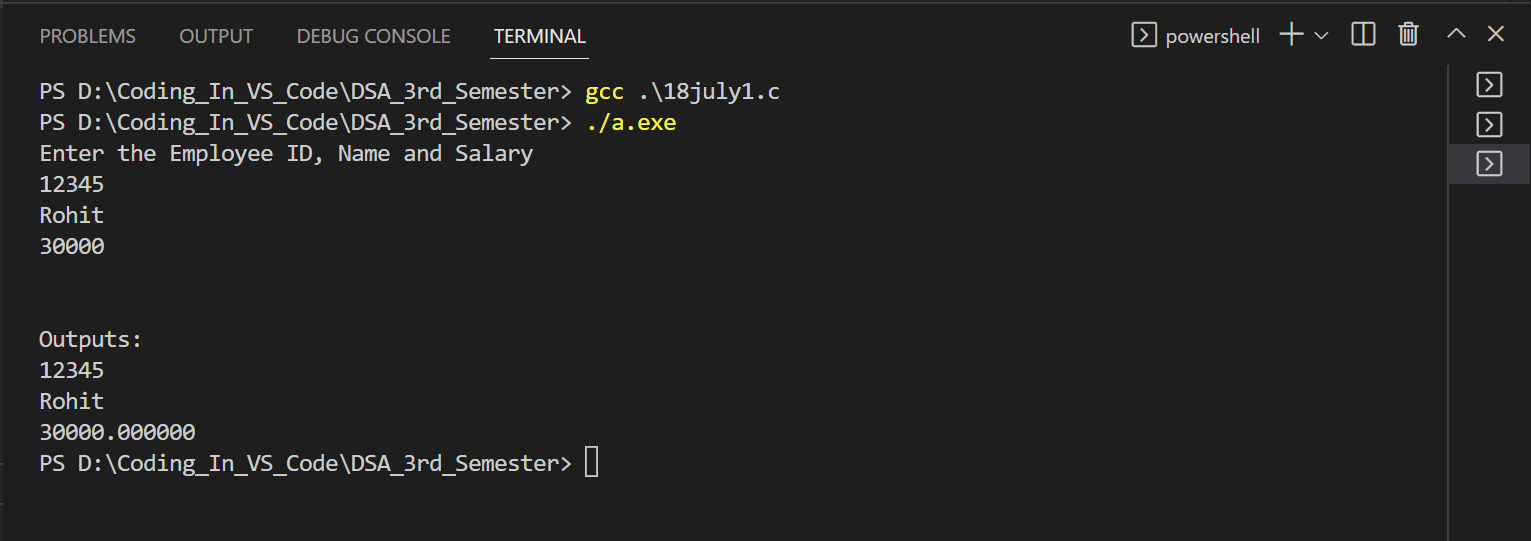 PROBLEMS OUTPUT DEBUG CONSOLE TERMINAL powershell
PS D:\Coding_In_VS_Code\DSA_3rd_Semester> gcc .\18july1.c
PS D:\Coding_In_VS_Code\DSA_3rd_Semester> ./a.exe
Enter the Employee ID, Name and Salary
12345
Rohit
30000
Outputs:
12345
Rohit
30000.000000
PS D:\Coding_In_VS_Code\DSA_3rd_Semester>